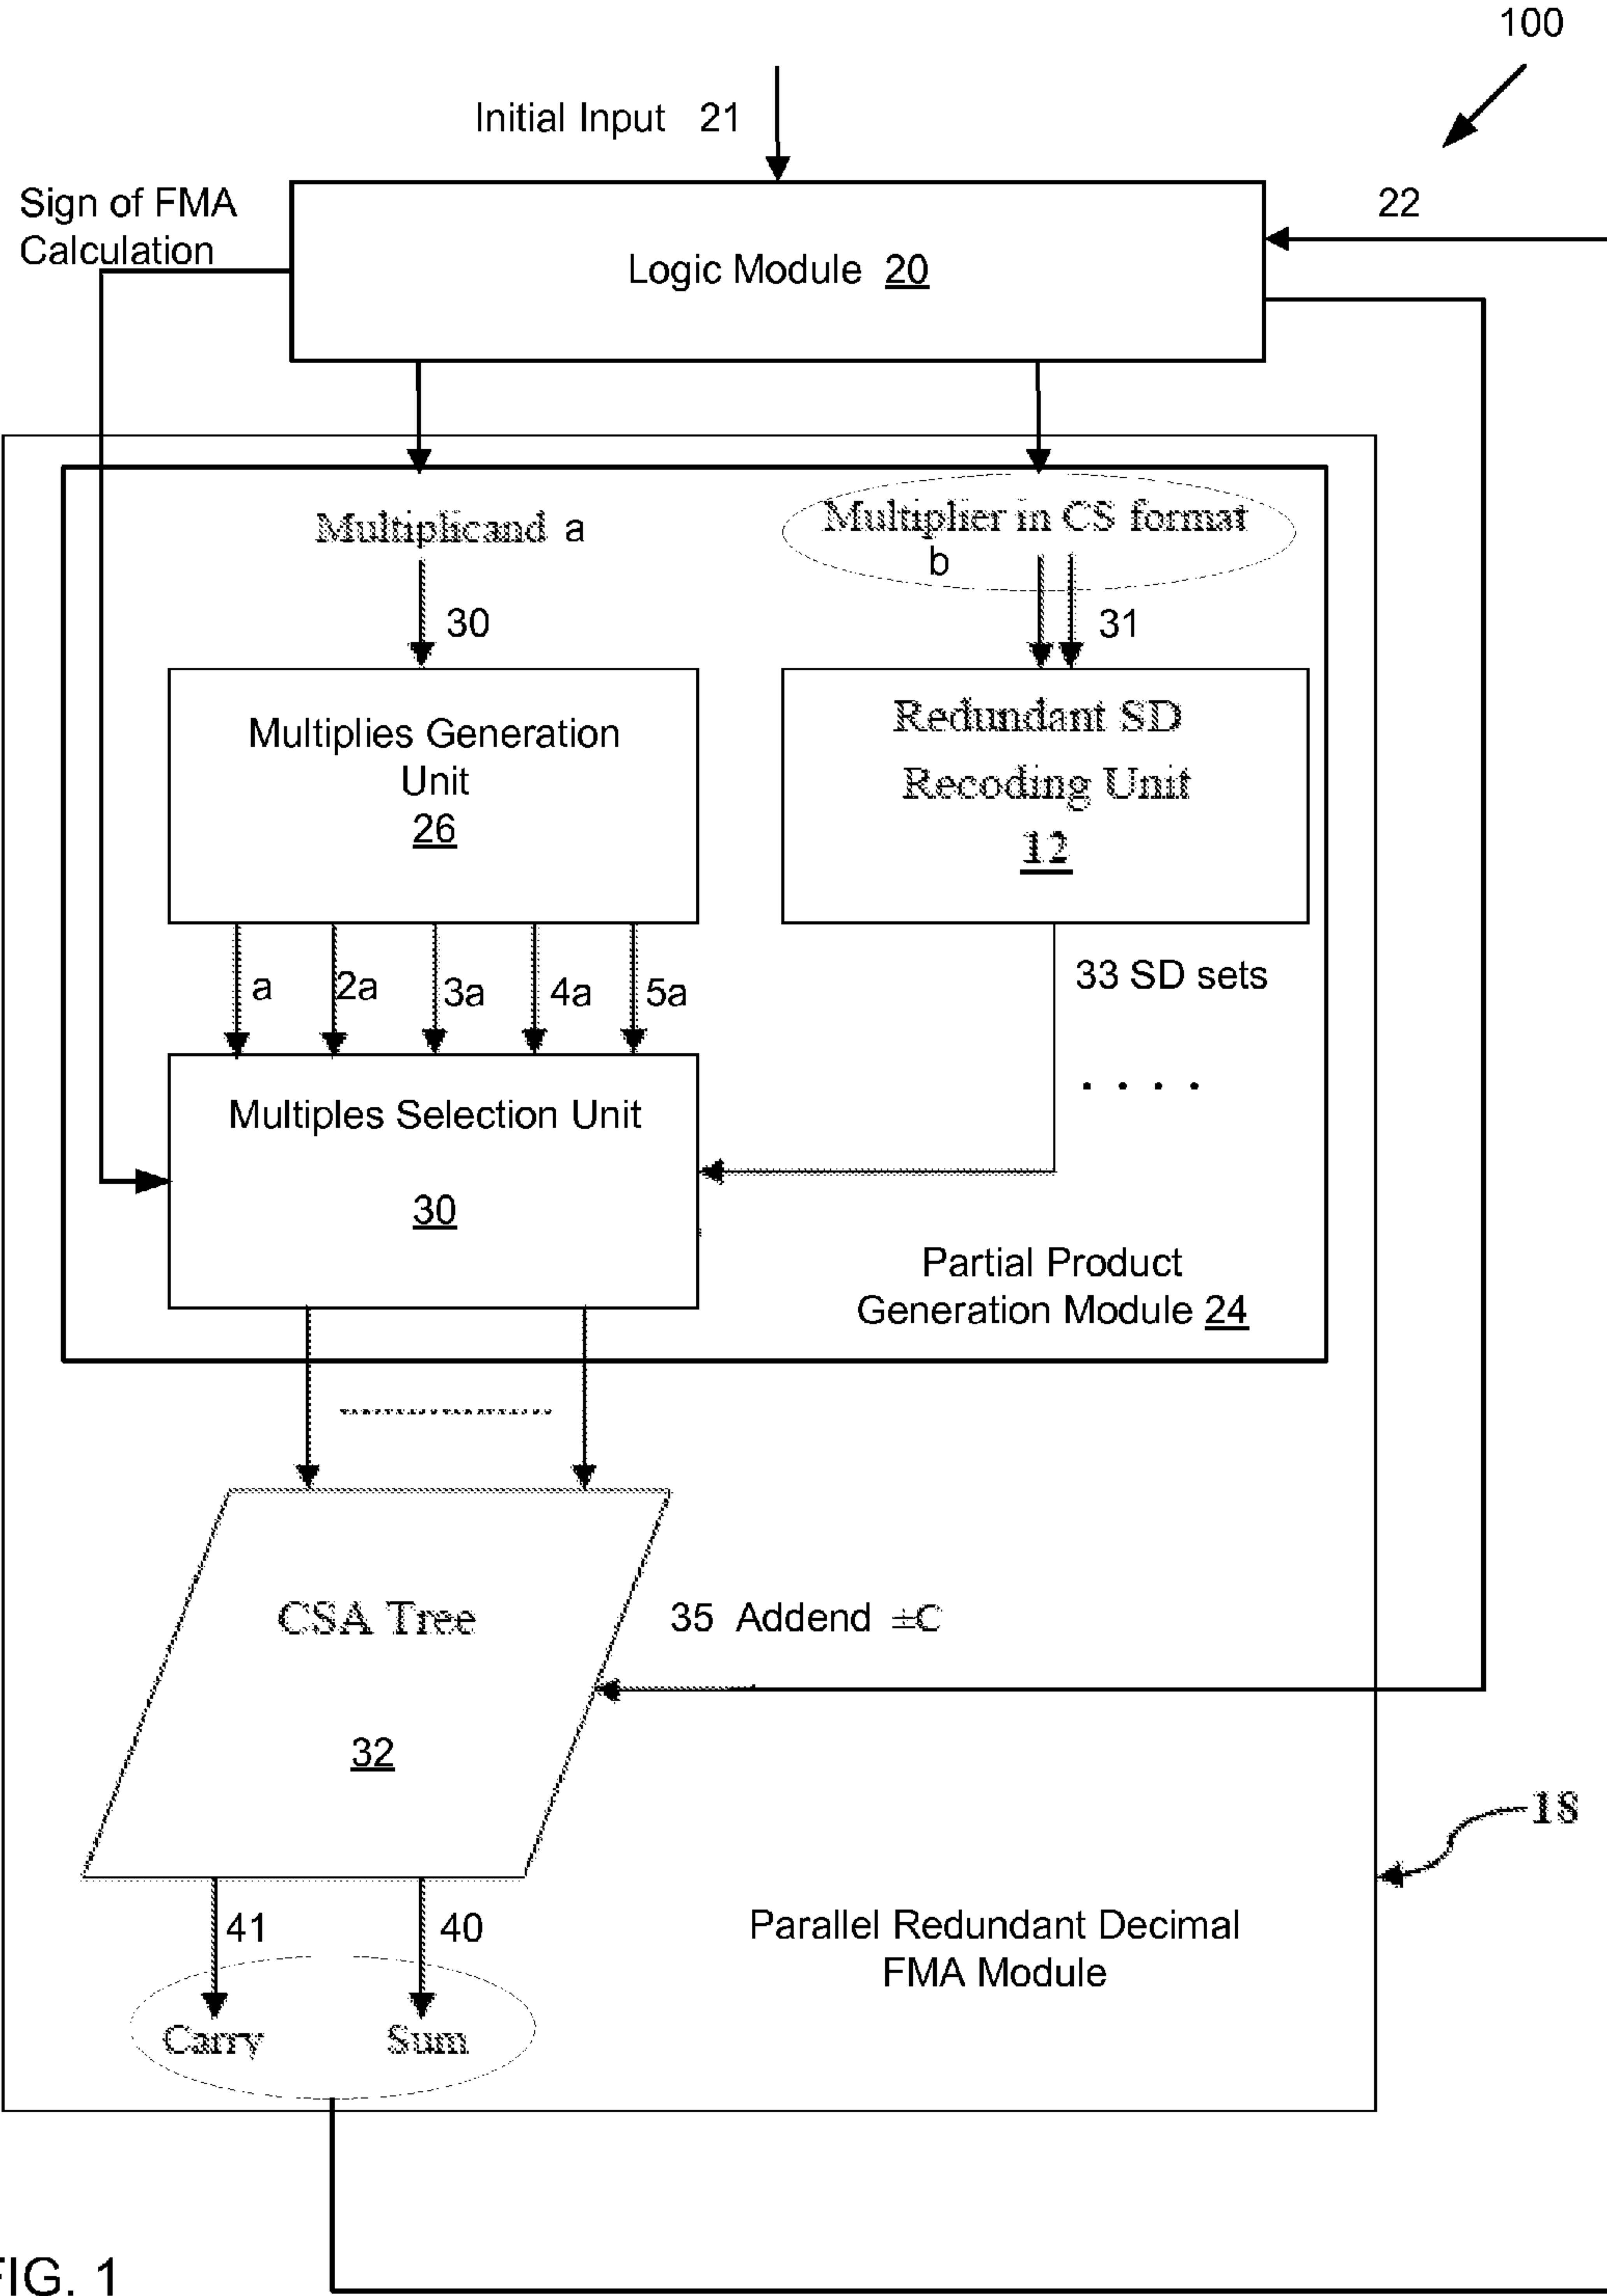 100
Initial Input 21
Sign of FMA
Calculation
22
Logic Module 20
Multiplicand a
Multiplier in CS format
b
30
31
Multiplies Generation
Unit
26
Redundant SD
Recoding Unit
12
a 2a 3a 4a 5a
33 SD sets
. . . .
Multiples Selection Unit
30
Partial Product
Generation Module 24
CSA Tree
35 Addend ±C
32
18
41
40
Parallel Redundant Decimal
FMA Module
Carry
Sum
FIG. 1